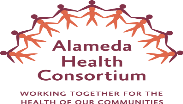 Alameda
Health
Consortium
WORKING TOGETHER FOR THE
HEALTH OF OUR COMMUNITIES